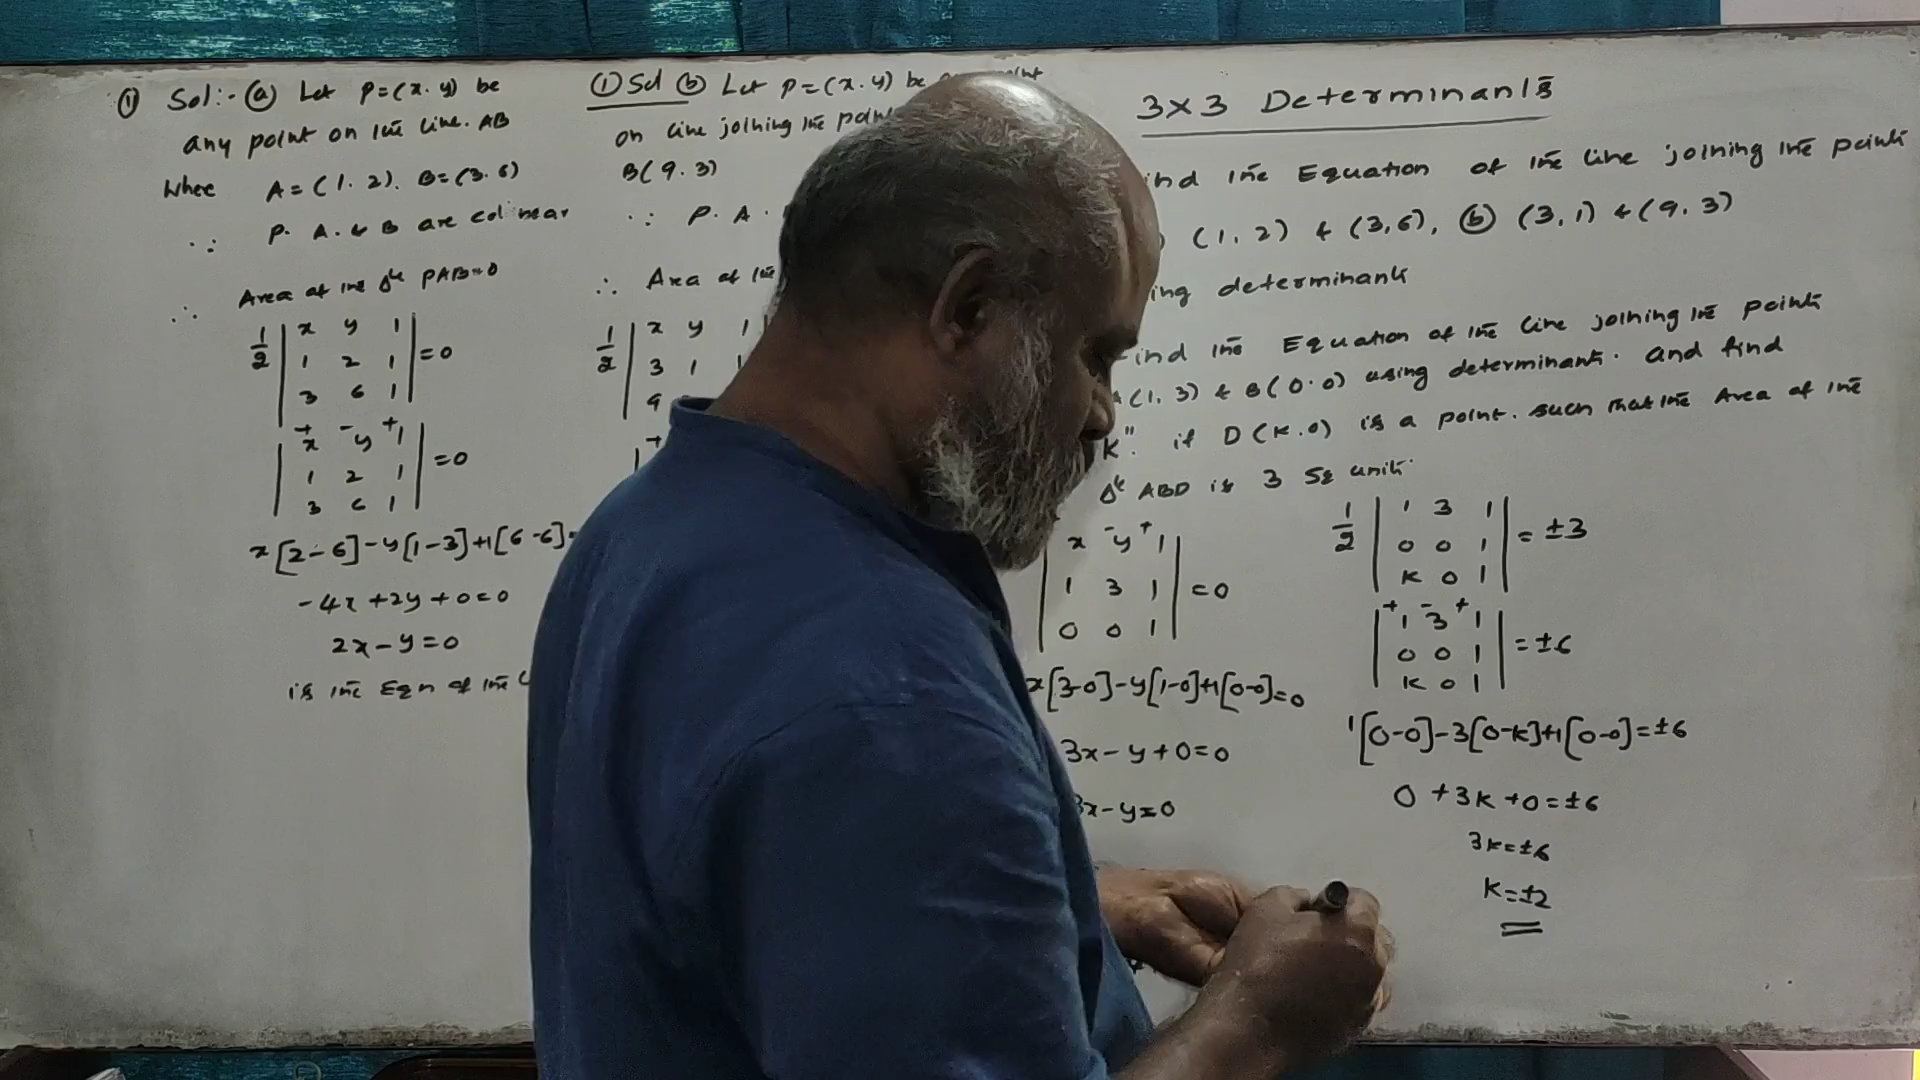 ① Sol:- ⓐ Let P=(x.y) be
any point on the line. AB
Whee A=(1.2). B=(3.6)
∵ P. A. & B are colinear
∴ Area of the Δle PAB=0
1/2 | x y 1 |
| 1 2 1 | =0
| 3 6 1 |
+ - +
| x y 1 |
| 1 2 1 | =0
| 3 6 1 |
x[2-6]-y[1-3]+1[6-6]
-4x+2y+0=0
2x-y=0
is the Eqn of the
① Sol ⓑ Let P=(x.y) be
on line joining the
B(9.3)
∵ P. A.
∴ Area of the
1/2 | x y 1
| 3 1 1
| 9
3x3 Determinants
the Equation of the line joining the points
(1,2) & (3,6), ⓑ (3,1) & (9,3)
determinants
the Equation of the line joining the points
(1,3) & B(0.0) using determinants. and find
K". if D(K.0) is a point. such that the Area of the
Δle ABD is 3 Sq units.
- +
| x y 1 |
| 1 3 1 | =0
| 0 0 1 |
x[3-0]-y[1-0]+1[0-0]=0
3x-y+0=0
3x-y=0
1/2 | 1 3 1 |
| 0 0 1 | =±3
| K 0 1 |
+ - +
| 1 3 1 |
| 0 0 1 | =±6
| K 0 1 |
1[0-0]-3[0-K]+1[0-0]=±6
0+3K+0=±6
3K=±6
K=±2